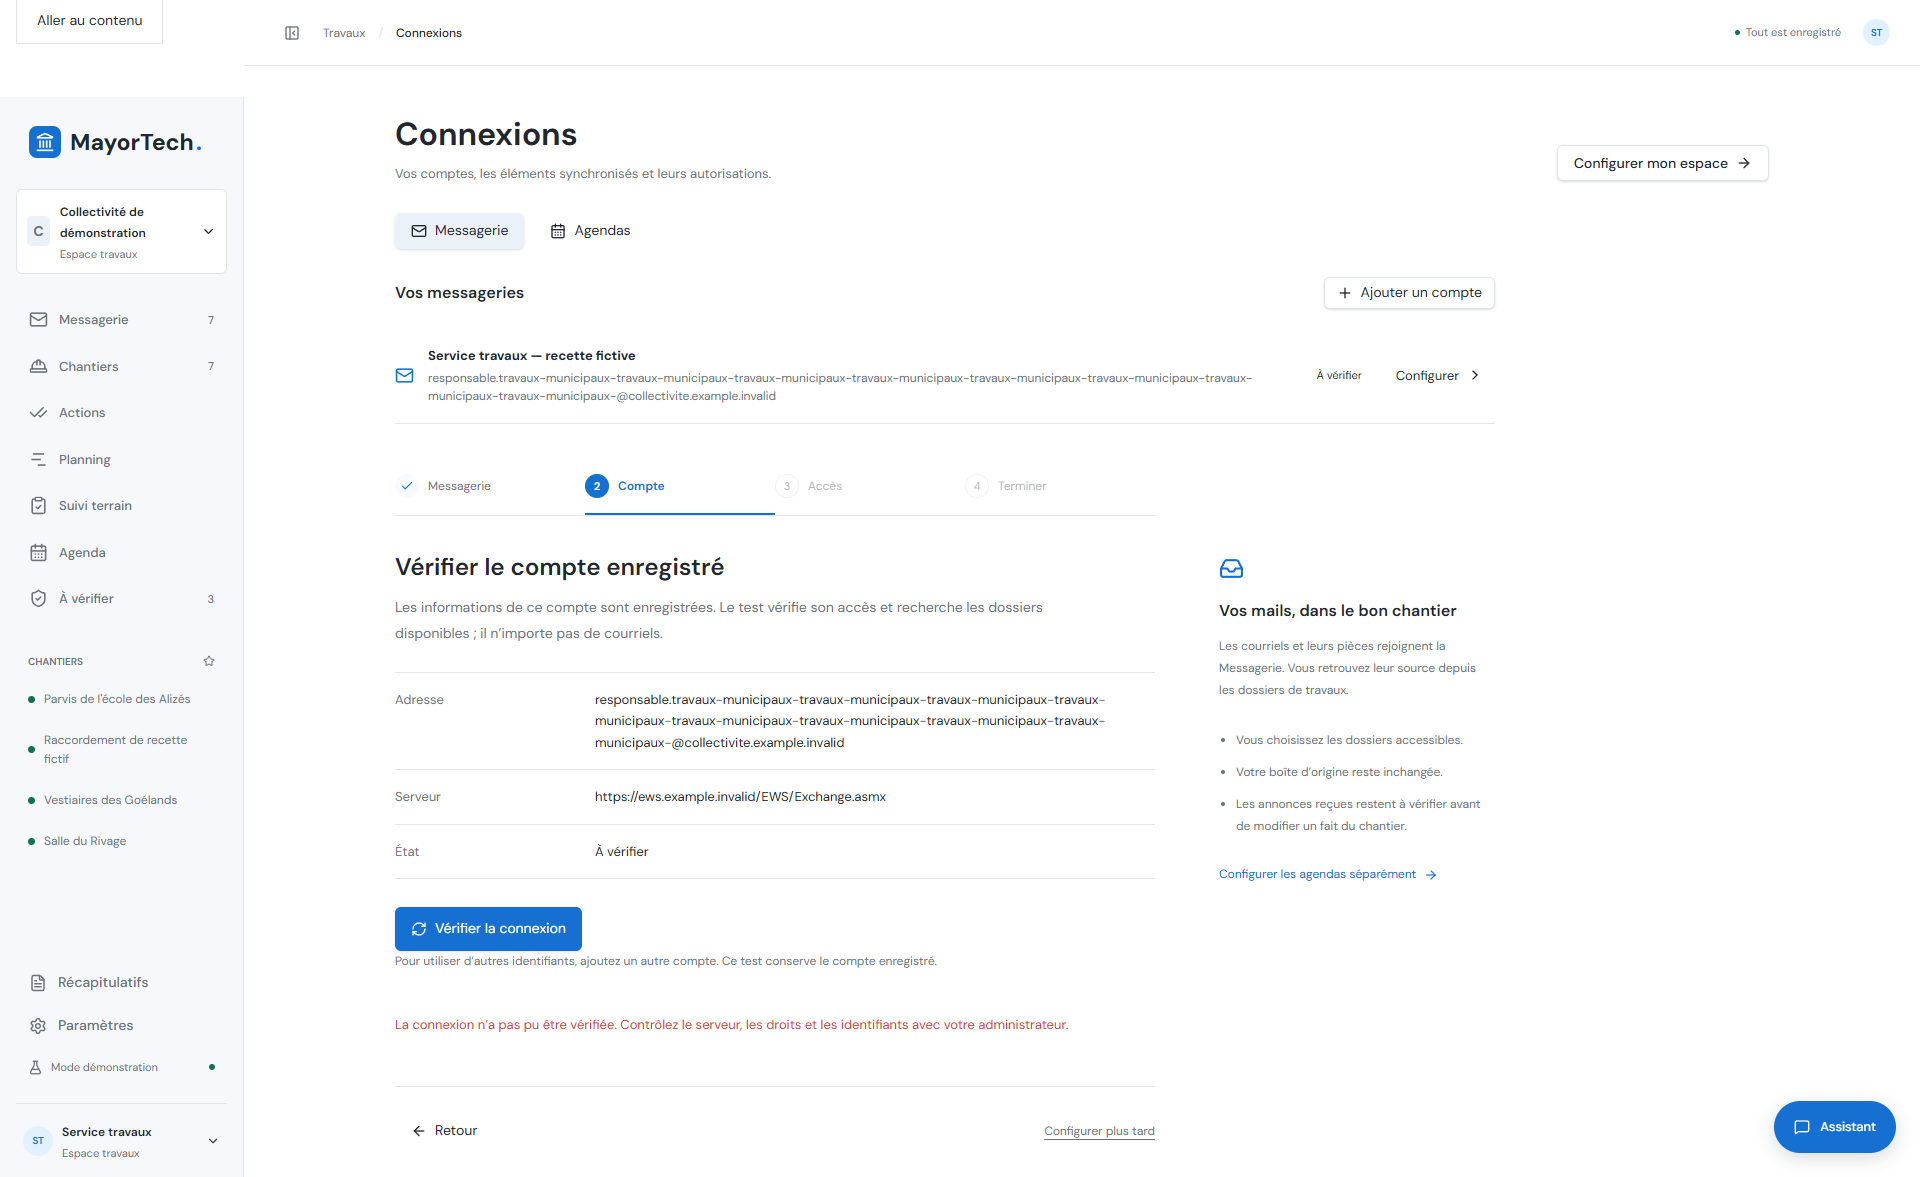 Aller au contenu
Travaux / Connexions
Tout est enregistré
ST
MayorTech.
C
Collectivité de
démonstration
Espace travaux
Messagerie 7
Chantiers 7
Actions
Planning
Suivi terrain
Agenda
À vérifier 3
CHANTIERS
Parvis de l'école des Alizés
Raccordement de recette
fictif
Vestiaires des Goélands
Salle du Rivage
Récapitulatifs
Paramètres
Mode démonstration
ST
Service travaux
Espace travaux
Connexions
Vos comptes, les éléments synchronisés et leurs autorisations.
Configurer mon espace
Messagerie
Agendas
Vos messageries
Ajouter un compte
Service travaux — recette fictive
responsable.travaux-municipaux-travaux-municipaux-travaux-municipaux-travaux-municipaux-travaux-municipaux-travaux-municipaux-travaux-
municipaux-travaux-municipaux-@collectivite.example.invalid
À vérifier
Configurer
Messagerie
2 Compte
3 Accès
4 Terminer
Vérifier le compte enregistré
Les informations de ce compte sont enregistrées. Le test vérifie son accès et recherche les dossiers
disponibles ; il n’importe pas de courriels.
Adresse
responsable.travaux-municipaux-travaux-municipaux-travaux-municipaux-travaux-
municipaux-travaux-municipaux-travaux-municipaux-travaux-municipaux-travaux-
municipaux-@collectivite.example.invalid
Serveur
https://ews.example.invalid/EWS/Exchange.asmx
État
À vérifier
Vérifier la connexion
Pour utiliser d’autres identifiants, ajoutez un autre compte. Ce test conserve le compte enregistré.
La connexion n’a pas pu être vérifiée. Contrôlez le serveur, les droits et les identifiants avec votre administrateur.
Retour
Configurer plus tard
Vos mails, dans le bon chantier
Les courriels et leurs pièces rejoignent la
Messagerie. Vous retrouvez leur source depuis
les dossiers de travaux.
Vous choisissez les dossiers accessibles.
Votre boîte d’origine reste inchangée.
Les annonces reçues restent à vérifier avant
de modifier un fait du chantier.
Configurer les agendas séparément
Assistant